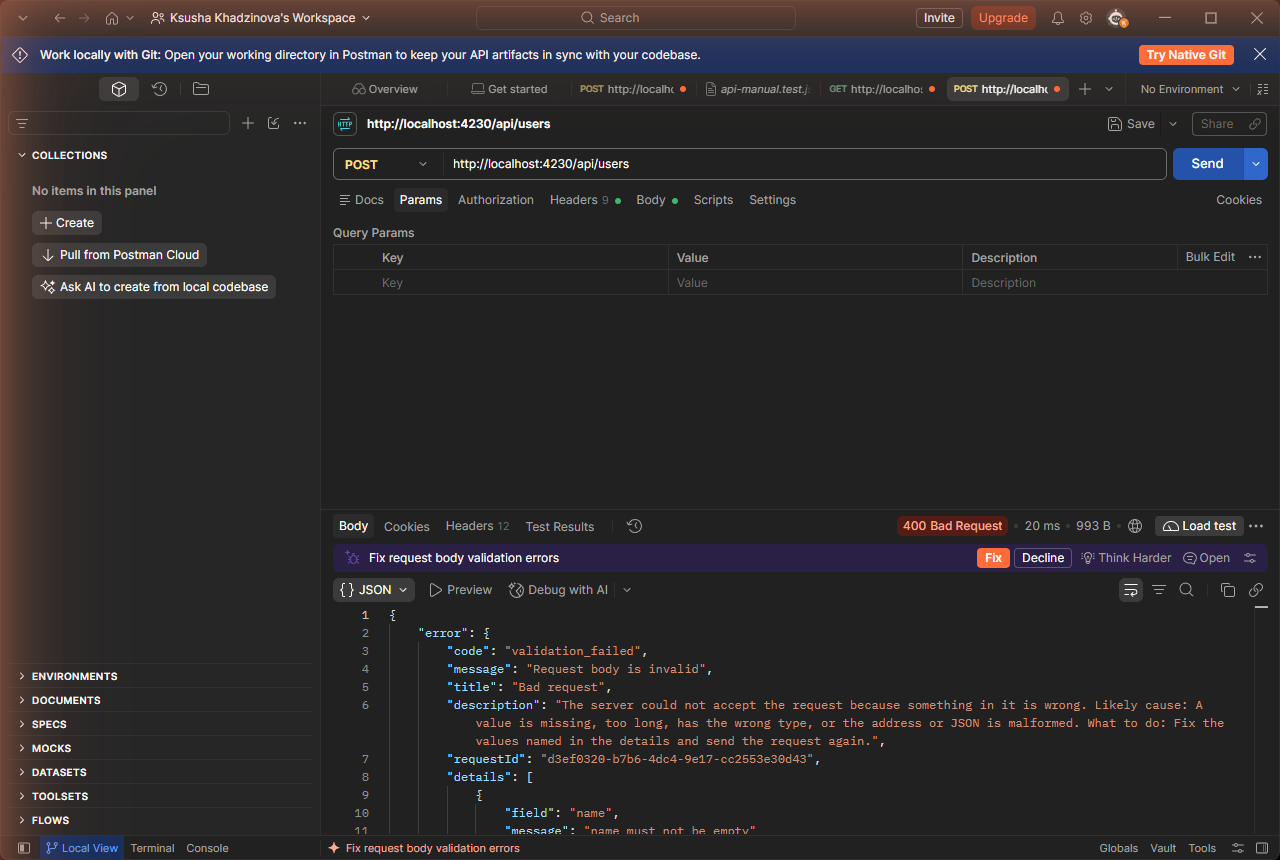 Ksusha Khadzinova's Workspace
Search
Invite
Upgrade
Work locally with Git: Open your working directory in Postman to keep your API artifacts in sync with your codebase.
Try Native Git
Overview
Get started
POST http://localh
api-manual.test.j
GET http://localho
POST http://localh
No Environment
COLLECTIONS
No items in this panel
Create
Pull from Postman Cloud
Ask AI to create from local codebase
ENVIRONMENTS
DOCUMENTS
SPECS
MOCKS
DATASETS
TOOLSETS
FLOWS
HTTP
http://localhost:4230/api/users
Save
Share
POST
http://localhost:4230/api/users
Send
Docs
Params
Authorization
Headers 9
Body
Scripts
Settings
Cookies
Query Params
Key Value Description Bulk Edit
Key Value Description
Body
Cookies
Headers 12
Test Results
400 Bad Request
20 ms
993 B
Load test
Fix request body validation errors
Fix
Decline
Think Harder
Open
{} JSON
Preview
Debug with AI
1 {
2 "error": {
3 "code": "validation_failed",
4 "message": "Request body is invalid",
5 "title": "Bad request",
6 "description": "The server could not accept the request because something in it is wrong. Likely cause: A
value is missing, too long, has the wrong type, or the address or JSON is malformed. What to do: Fix the
values named in the details and send the request again.",
7 "requestId": "d3ef0320-b7b6-4dc4-9e17-cc2553e30d43",
8 "details": [
9 {
10 "field": "name",
11 "message": "name must not be empty"
Local View
Terminal
Console
Fix request body validation errors
Globals
Vault
Tools